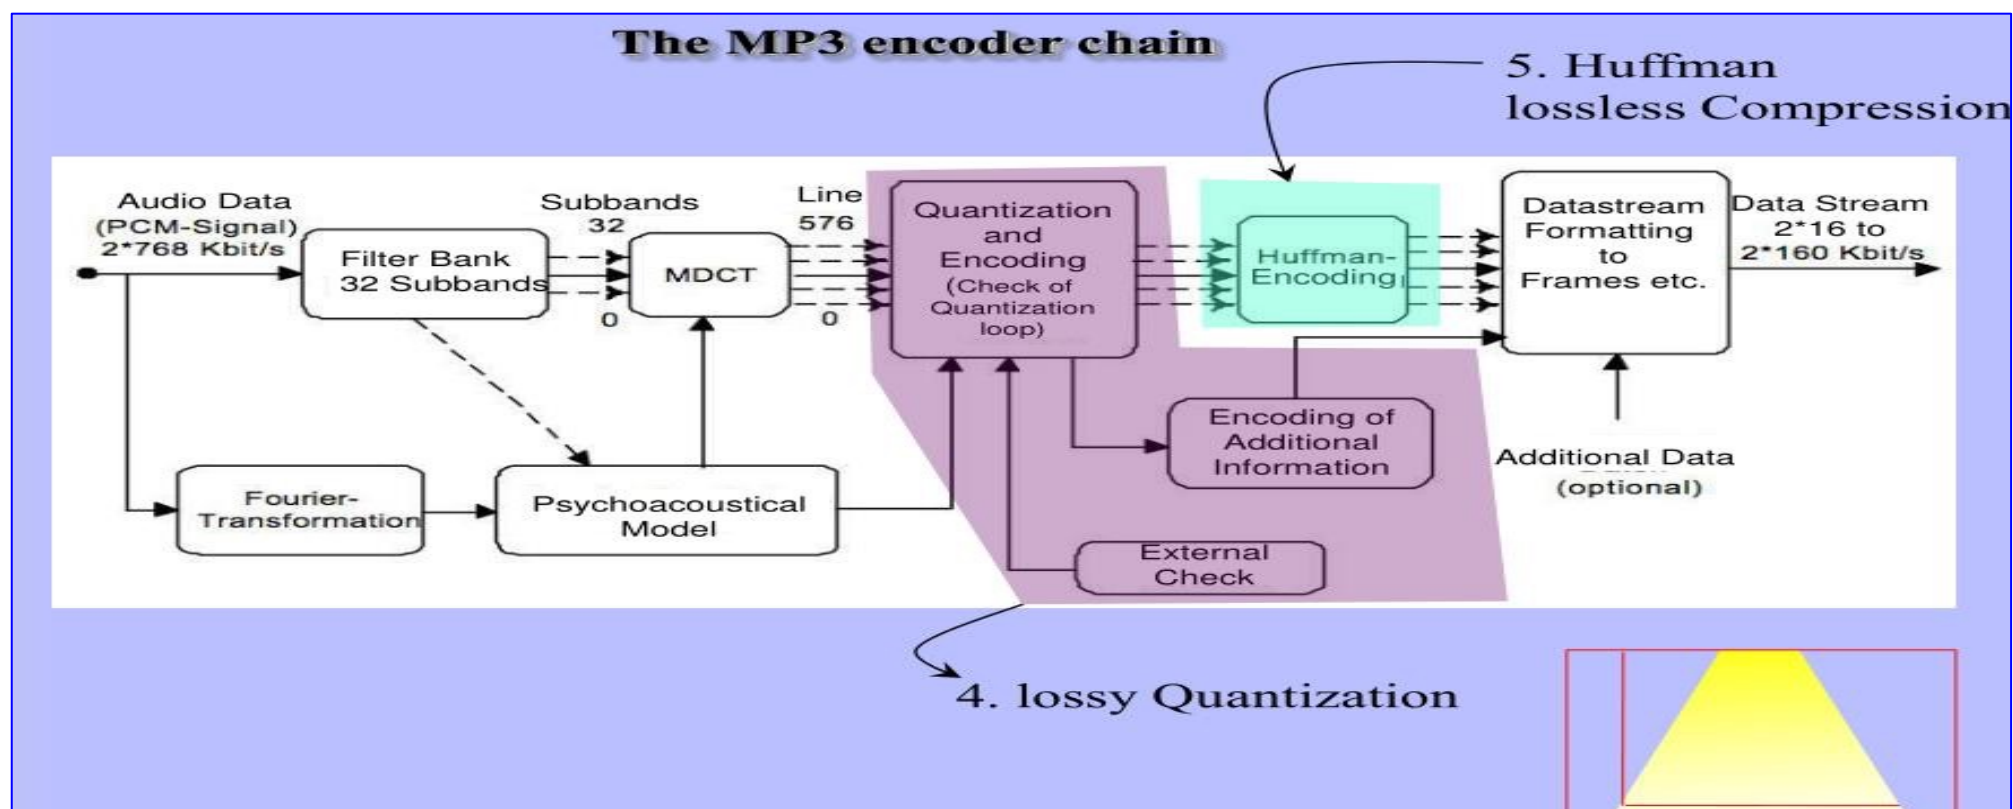 The MP3 encoder chain
5. Huffman
lossless Compression
Audio Data
(PCM-Signal)
2*768 Kbit/s
Filter Bank
32 Subbands
Subbands
32
0
MDCT
Line
576
0
Quantization
and
Encoding
(Check of
Quantization
loop)
Huffman-
Encoding
Datastream
Formatting
to
Frames etc.
Data Stream
2*16 to
2*160 Kbit/s
Fourier-
Transformation
Psychoacoustical
Model
Encoding of
Additional
Information
External
Check
Additional Data
(optional)
4. lossy Quantization